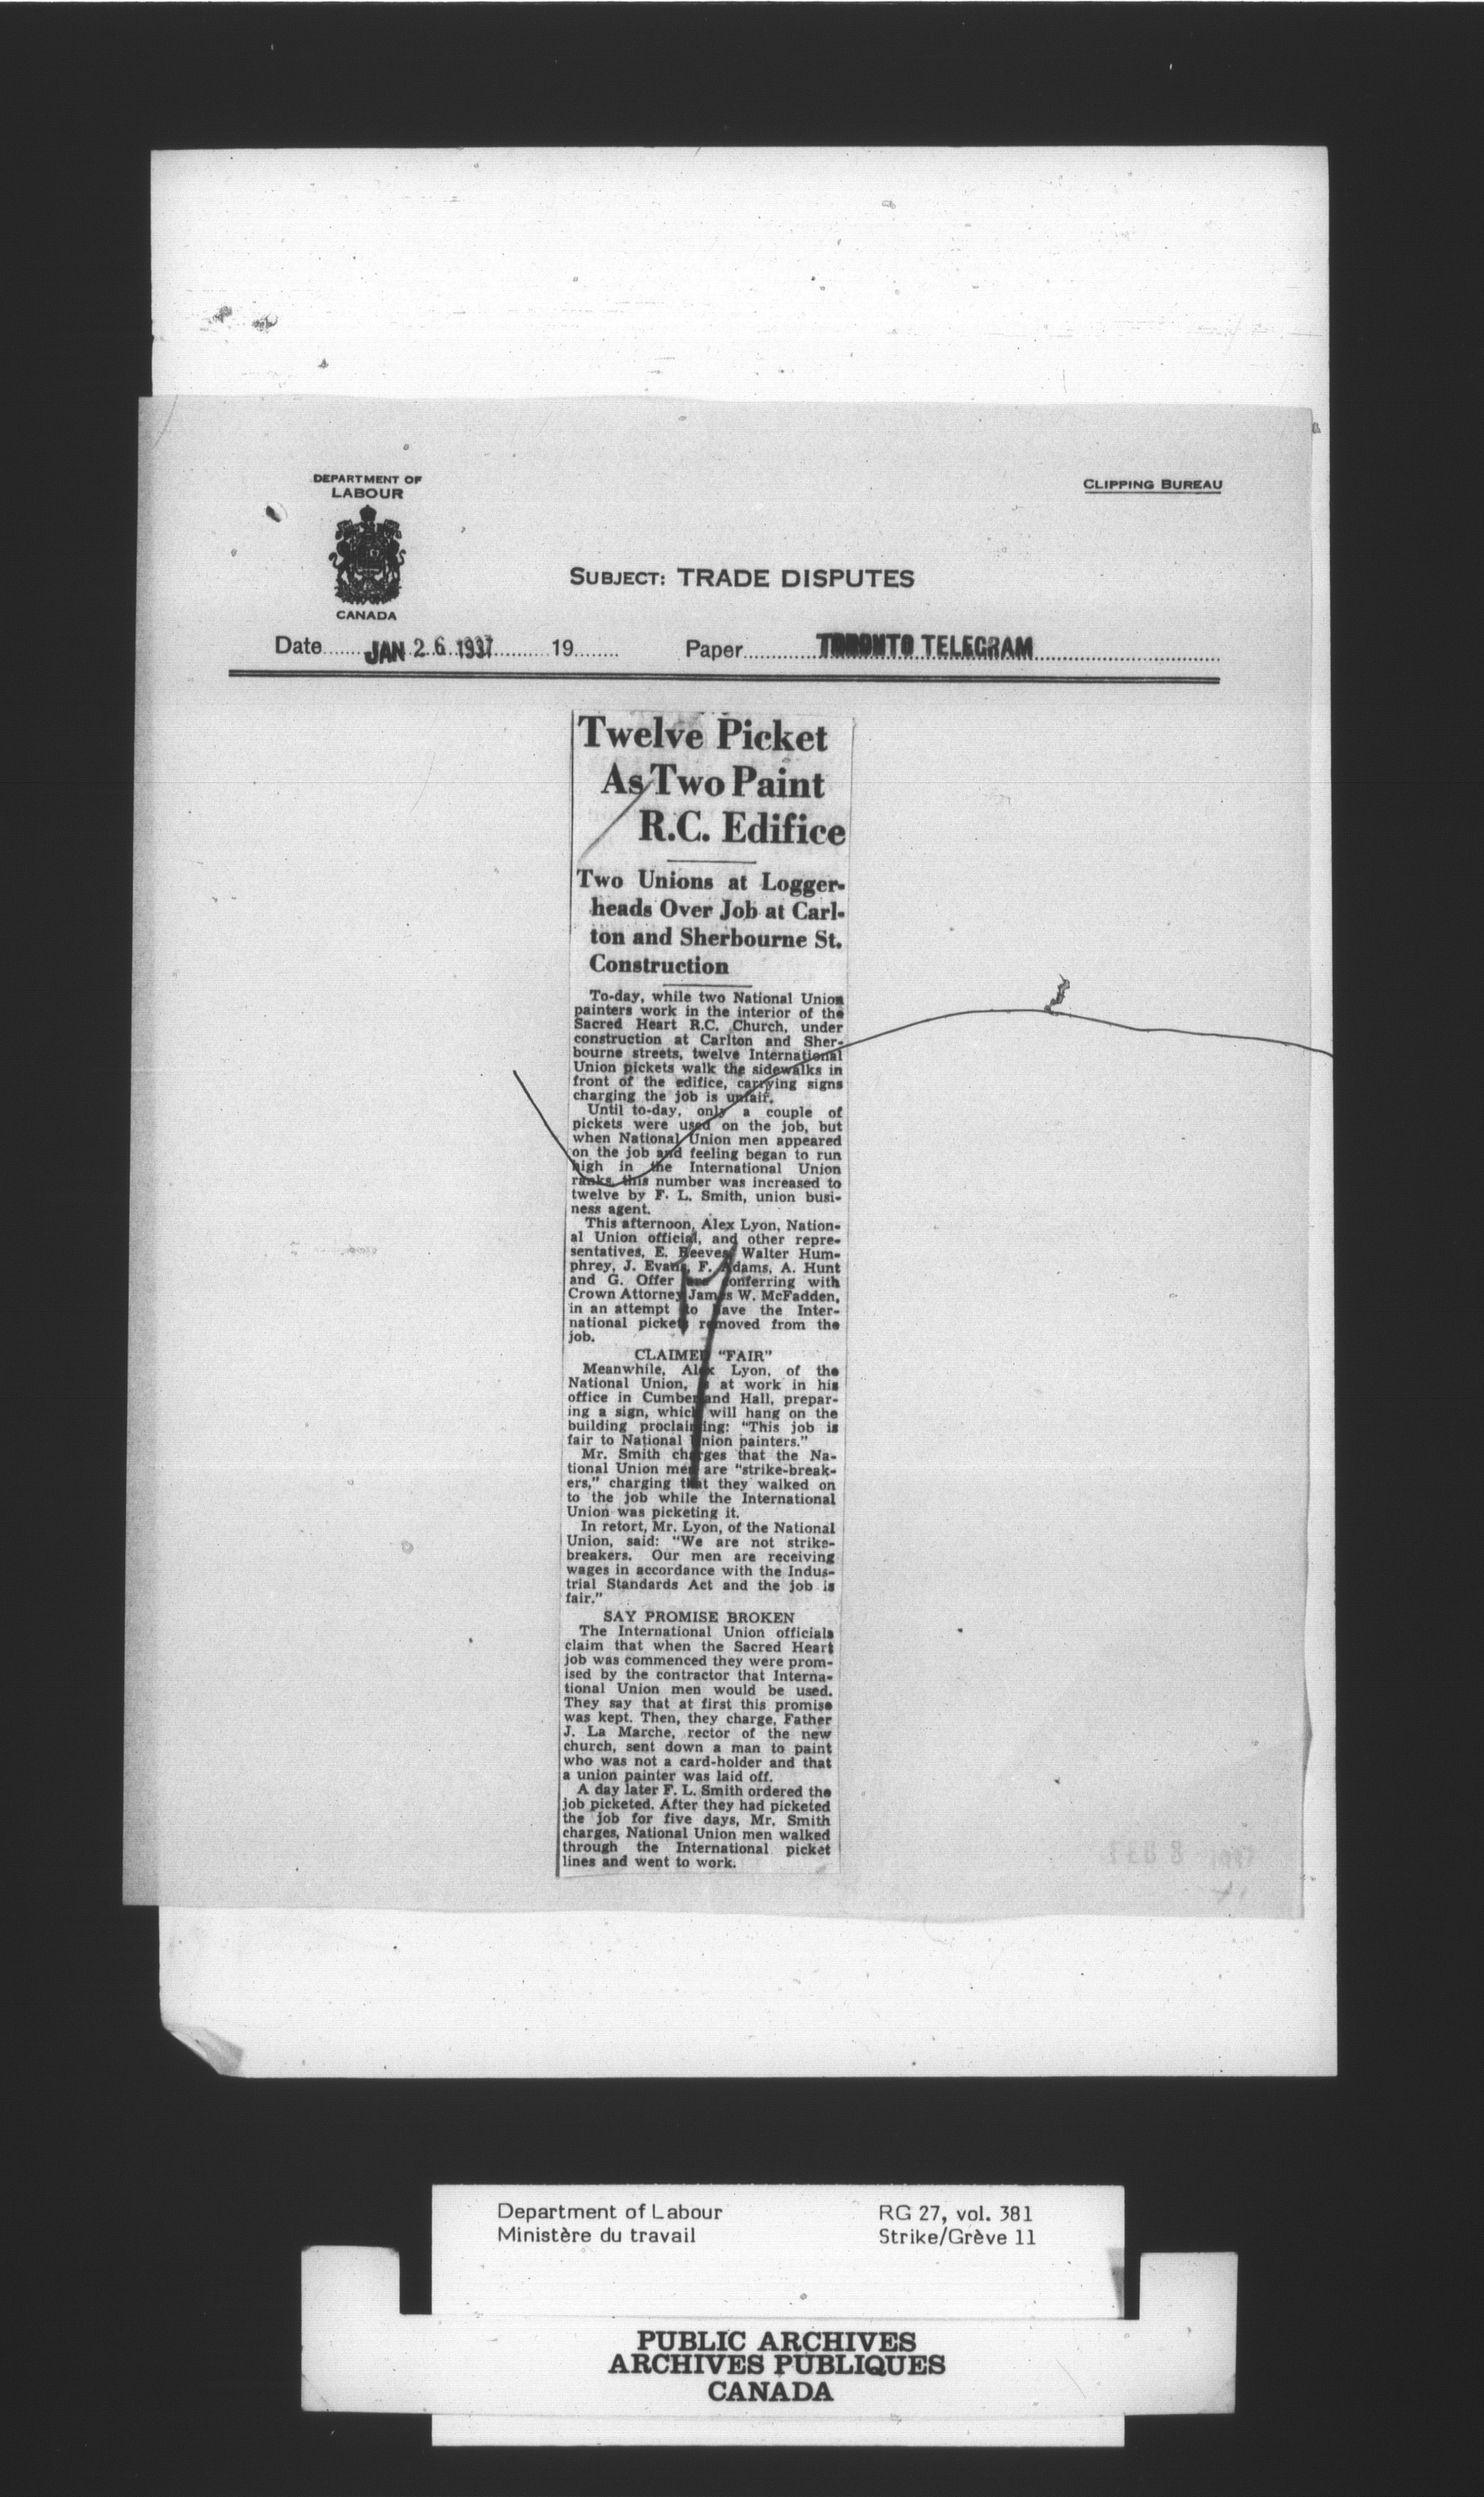 DEPARTMENT OF
LABOUR
CANADA
CLIPPING BUREAU
SUBJECT: TRADE DISPUTES
Date JAN 26 1937 19 Paper TORONTO TELEGRAM
Twelve Picket
As Two Paint
R.C. Edifice
Two Unions at Logger-
heads Over Job at Carl-
ton and Sherbourne St.
Construction
To-day, while two National Union
painters work in the interior of the
Sacred Heart R.C. Church, under
construction at Carlton and Sher-
bourne streets, twelve International
Union pickets walk the sidewalks in
front of the edifice, carrying signs
charging the job is unfair.
Until to-day, only a couple of
pickets were used on the job, but
when National Union men appeared
on the job and feeling began to run
high in the International Union
ranks, this number was increased to
twelve by F. L. Smith, union busi-
ness agent.
This afternoon, Alex Lyon, Nation-
al Union official, and other repre-
sentatives, E. Reeves, Walter Hum-
phrey, J. Evans, F. Adams, A. Hunt
and G. Offer are conferring with
Crown Attorney James W. McFadden,
in an attempt to have the Inter-
national pickets removed from the
job.
CLAIMED "FAIR"
Meanwhile, Alex Lyon, of the
National Union, is at work in his
office in Cumberland Hall, prepar-
ing a sign, which will hang on the
building proclaiming: "This job is
fair to National Union painters."
Mr. Smith charges that the Na-
tional Union men are "strike-break-
ers," charging that they walked on
to the job while the International
Union was picketing it.
In retort, Mr. Lyon, of the National
Union, said: "We are not strike-
breakers. Our men are receiving
wages in accordance with the Indus-
trial Standards Act and the job is
fair."
SAY PROMISE BROKEN
The International Union officials
claim that when the Sacred Heart
job was commenced they were prom-
ised by the contractor that Interna-
tional Union men would be used.
They say that at first this promise
was kept. Then, they charge, Father
J. La Marche, rector of the new
church, sent down a man to paint
who was not a card-holder and that
a union painter was laid off.
A day later F. L. Smith ordered the
job picketed. After they had picketed
the job for five days, Mr. Smith
charges, National Union men walked
through the International picket
lines and went to work.
Department of Labour RG 27, vol. 381
Ministère du travail Strike/Grève 11
PUBLIC ARCHIVES
ARCHIVES PUBLIQUES
CANADA